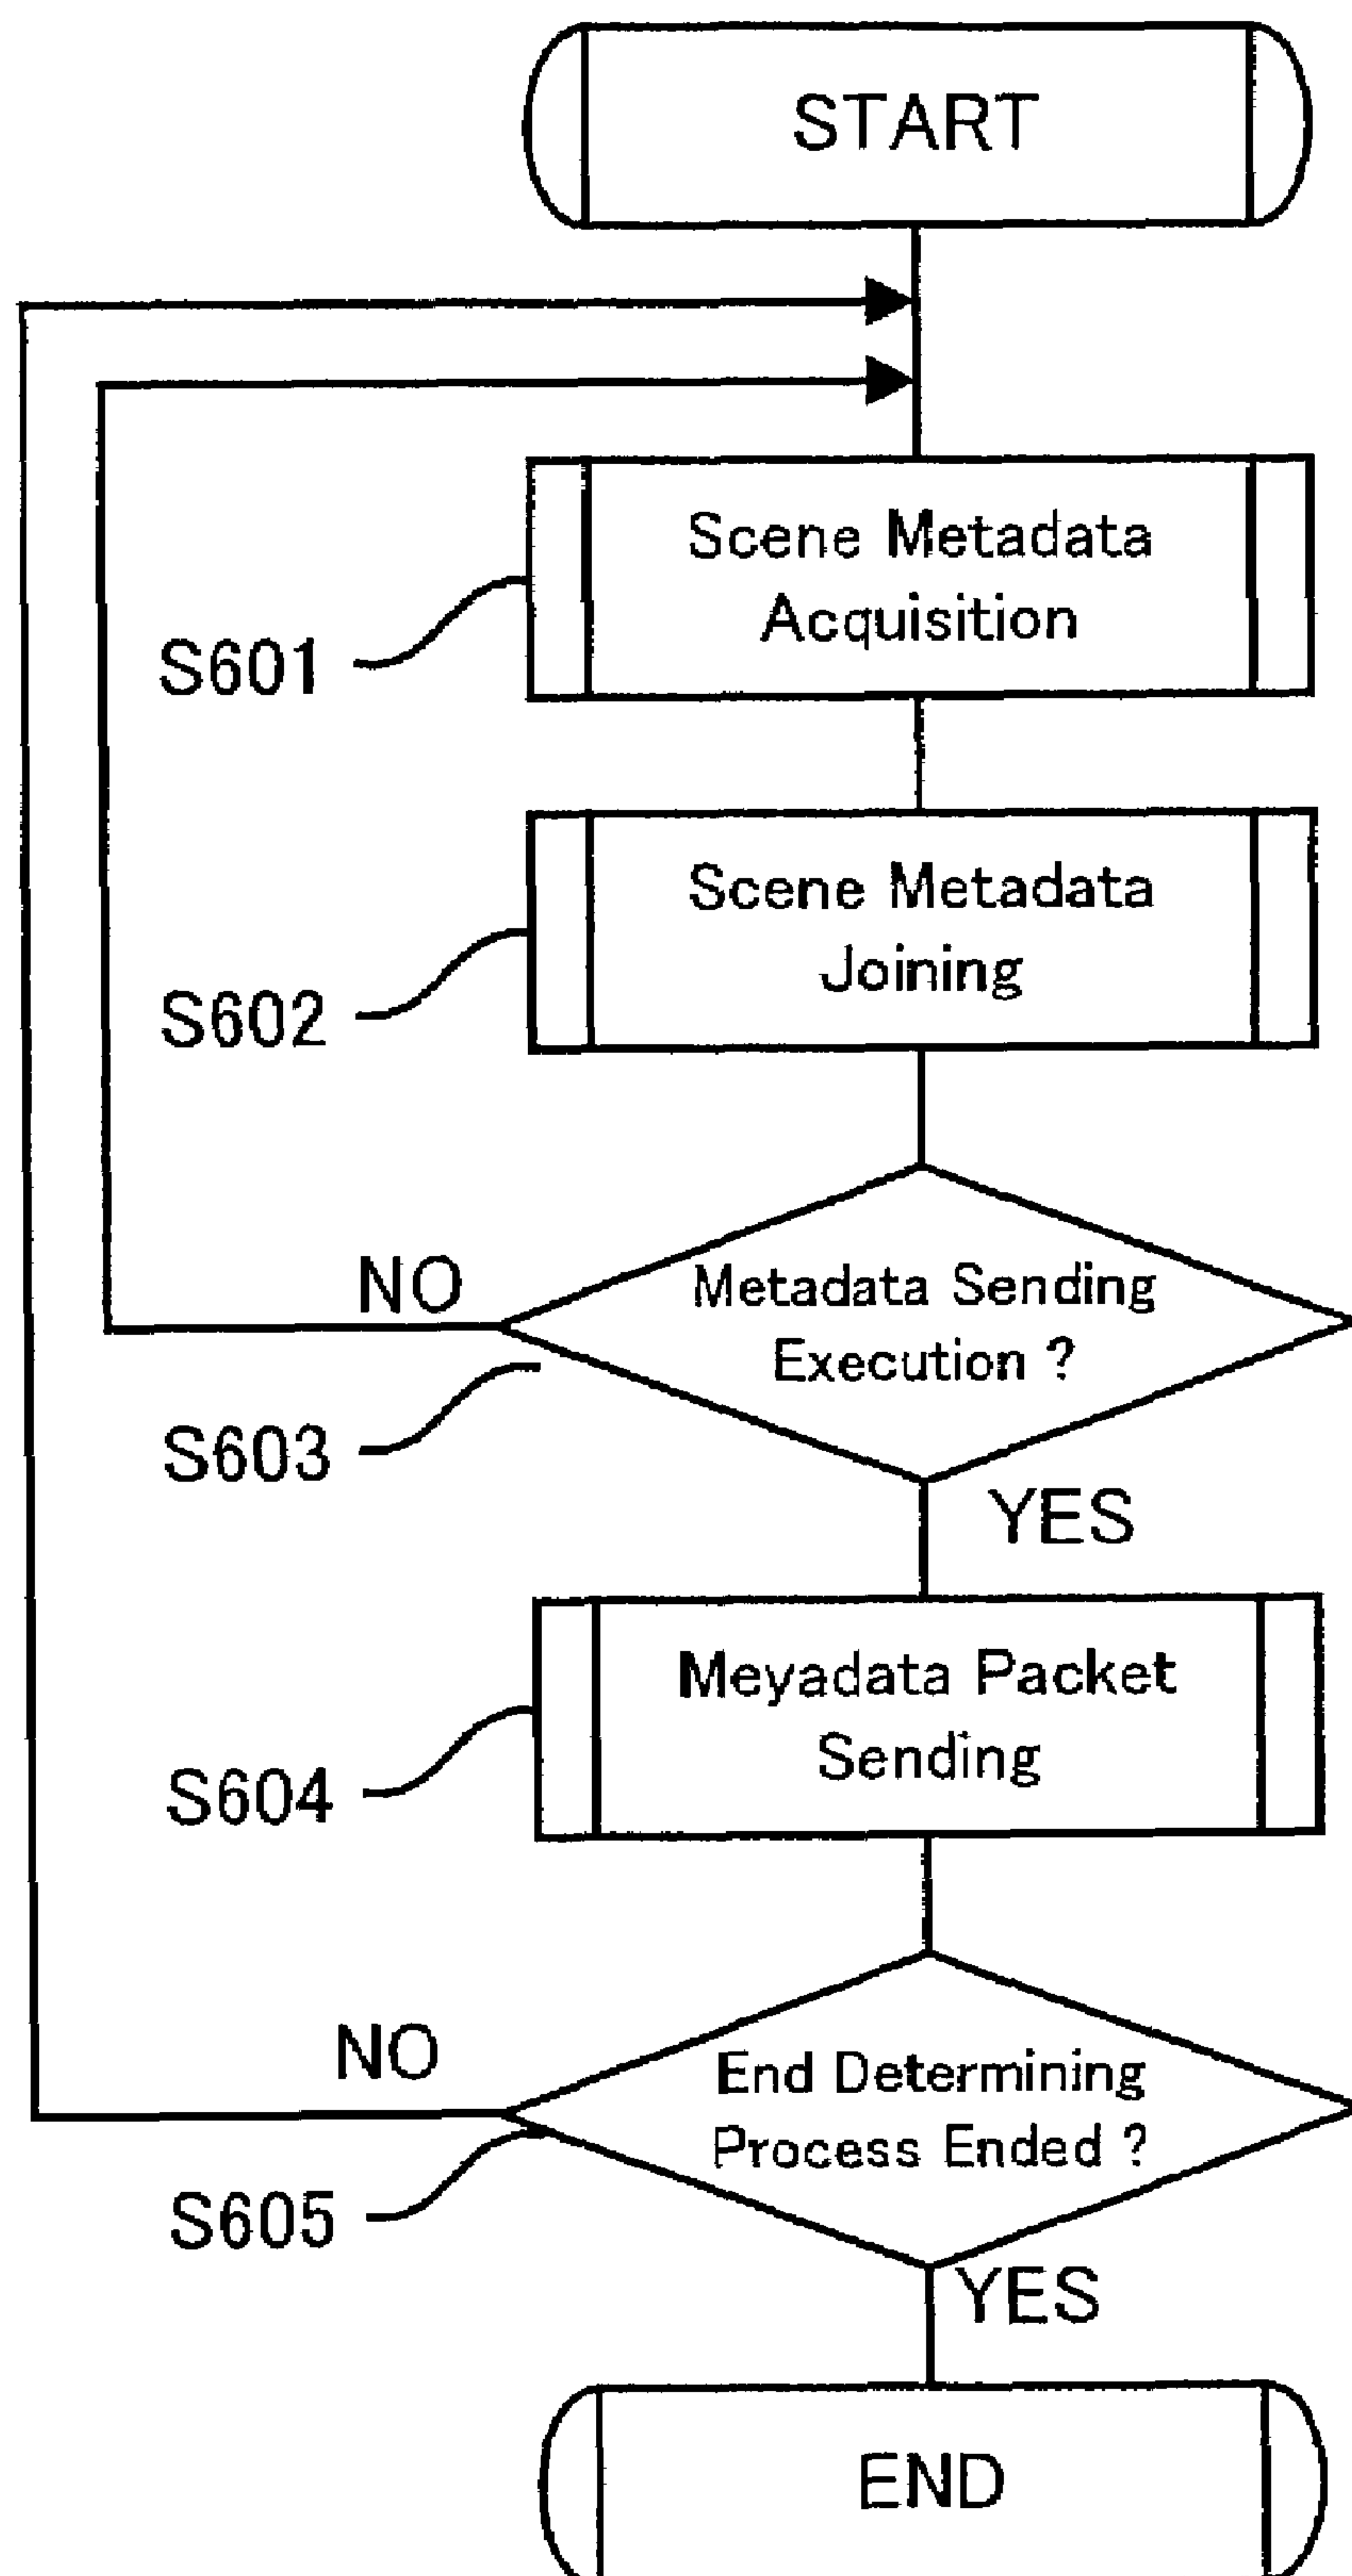 START
Scene Metadata
Acquisition
S601
Scene Metadata
Joining
S602
NO
Metadata Sending
Execution ?
S603
YES
Meyadata Packet
Sending
S604
NO
End Determining
Process Ended ?
S605
YES
END